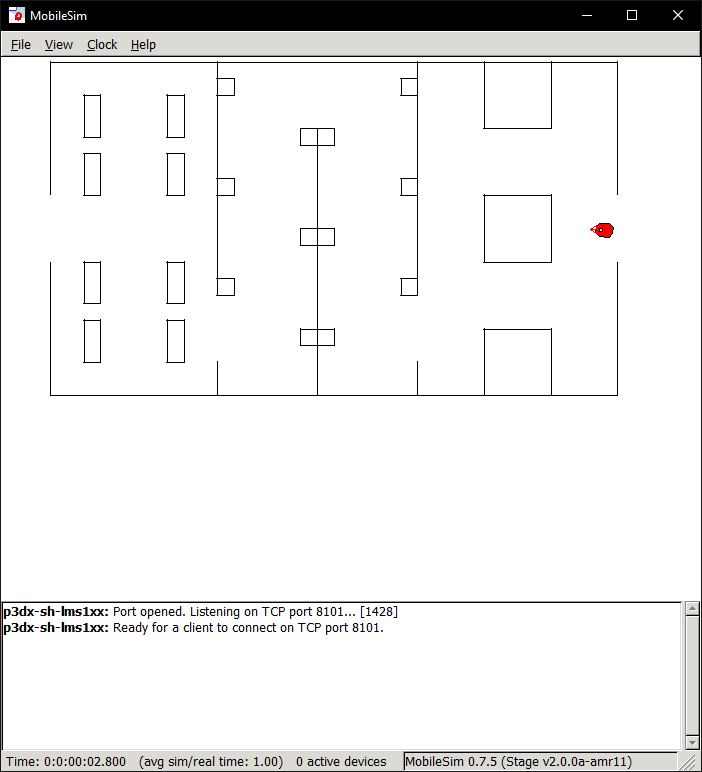 MobileSim
File View Clock Help
p3dx-sh-lms1xx: Port opened. Listening on TCP port 8101... [1428]
p3dx-sh-lms1xx: Ready for a client to connect on TCP port 8101.
Time: 0:0:00:02.800 (avg sim/real time: 1.00) 0 active devices MobileSim 0.7.5 (Stage v2.0.0a-amr11)